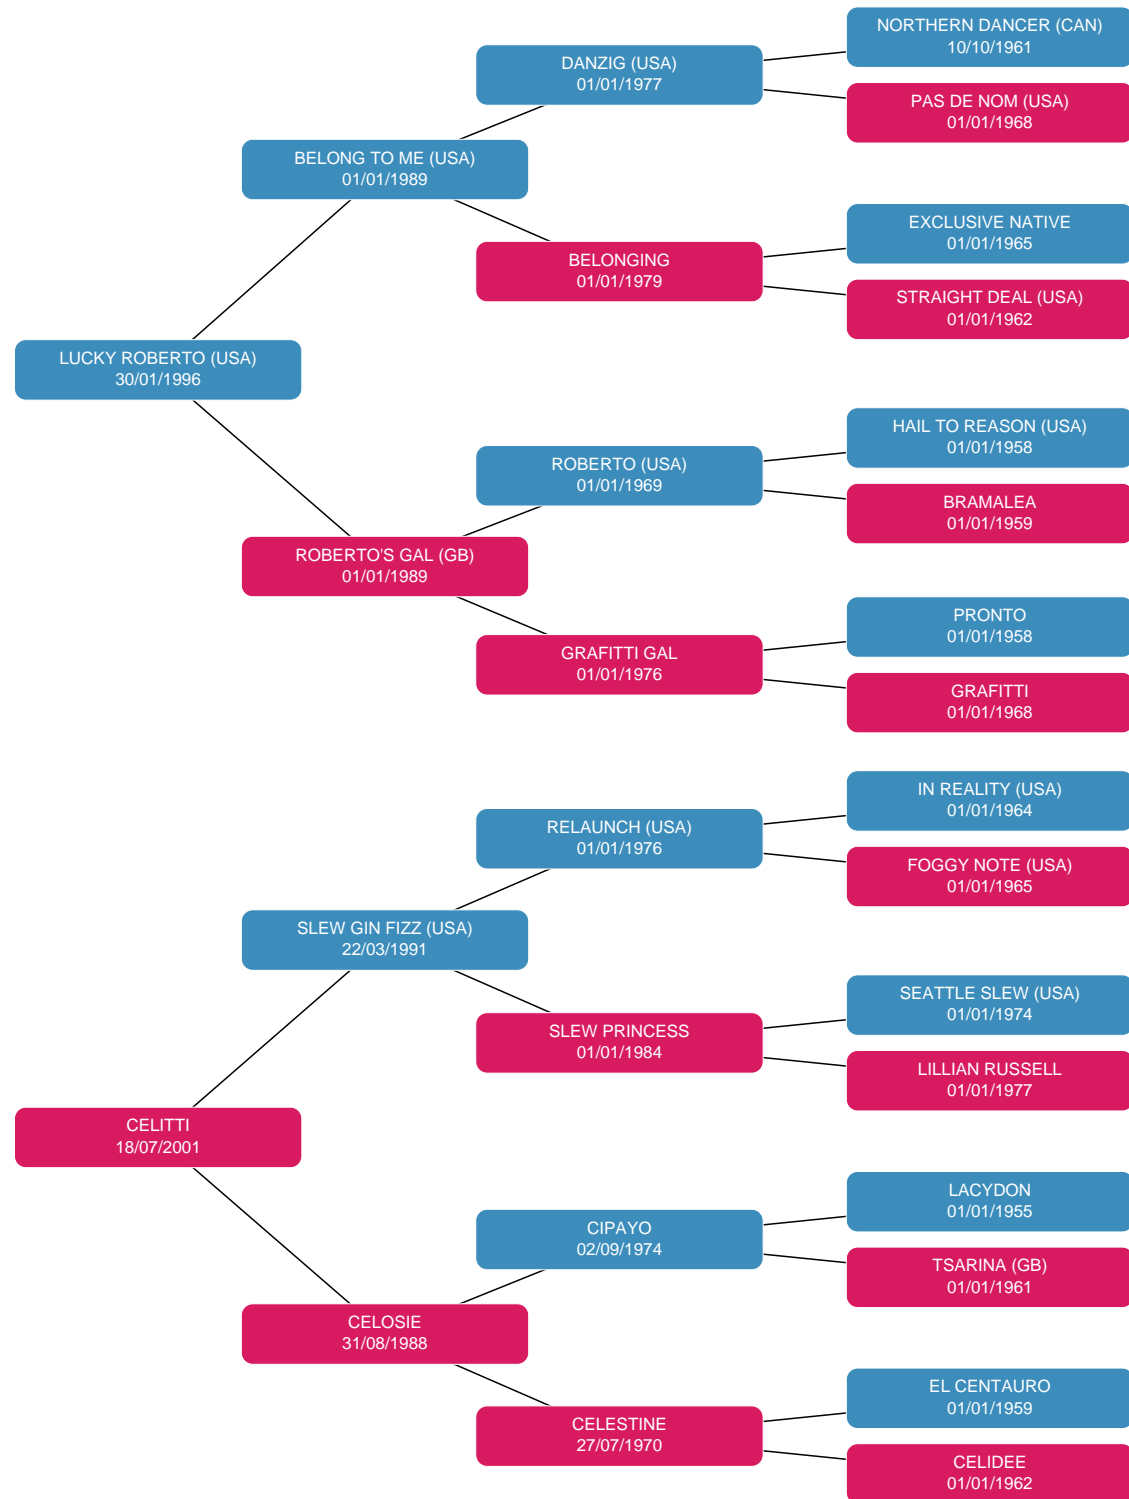 NORTHERN DANCER (CAN)
10/10/1961
DANZIG (USA)
01/01/1977
PAS DE NOM (USA)
01/01/1968
BELONG TO ME (USA)
01/01/1989
EXCLUSIVE NATIVE
01/01/1965
BELONGING
01/01/1979
STRAIGHT DEAL (USA)
01/01/1962
LUCKY ROBERTO (USA)
30/01/1996
HAIL TO REASON (USA)
01/01/1958
ROBERTO (USA)
01/01/1969
BRAMALEA
01/01/1959
ROBERTO'S GAL (GB)
01/01/1989
PRONTO
01/01/1958
GRAFITTI GAL
01/01/1976
GRAFITTI
01/01/1968
IN REALITY (USA)
01/01/1964
RELAUNCH (USA)
01/01/1976
FOGGY NOTE (USA)
01/01/1965
SLEW GIN FIZZ (USA)
22/03/1991
SEATTLE SLEW (USA)
01/01/1974
SLEW PRINCESS
01/01/1984
LILLIAN RUSSELL
01/01/1977
CELITTI
18/07/2001
LACYDON
01/01/1955
CIPAYO
02/09/1974
TSARINA (GB)
01/01/1961
CELOSIE
31/08/1988
EL CENTAURO
01/01/1959
CELESTINE
27/07/1970
CELIDEE
01/01/1962